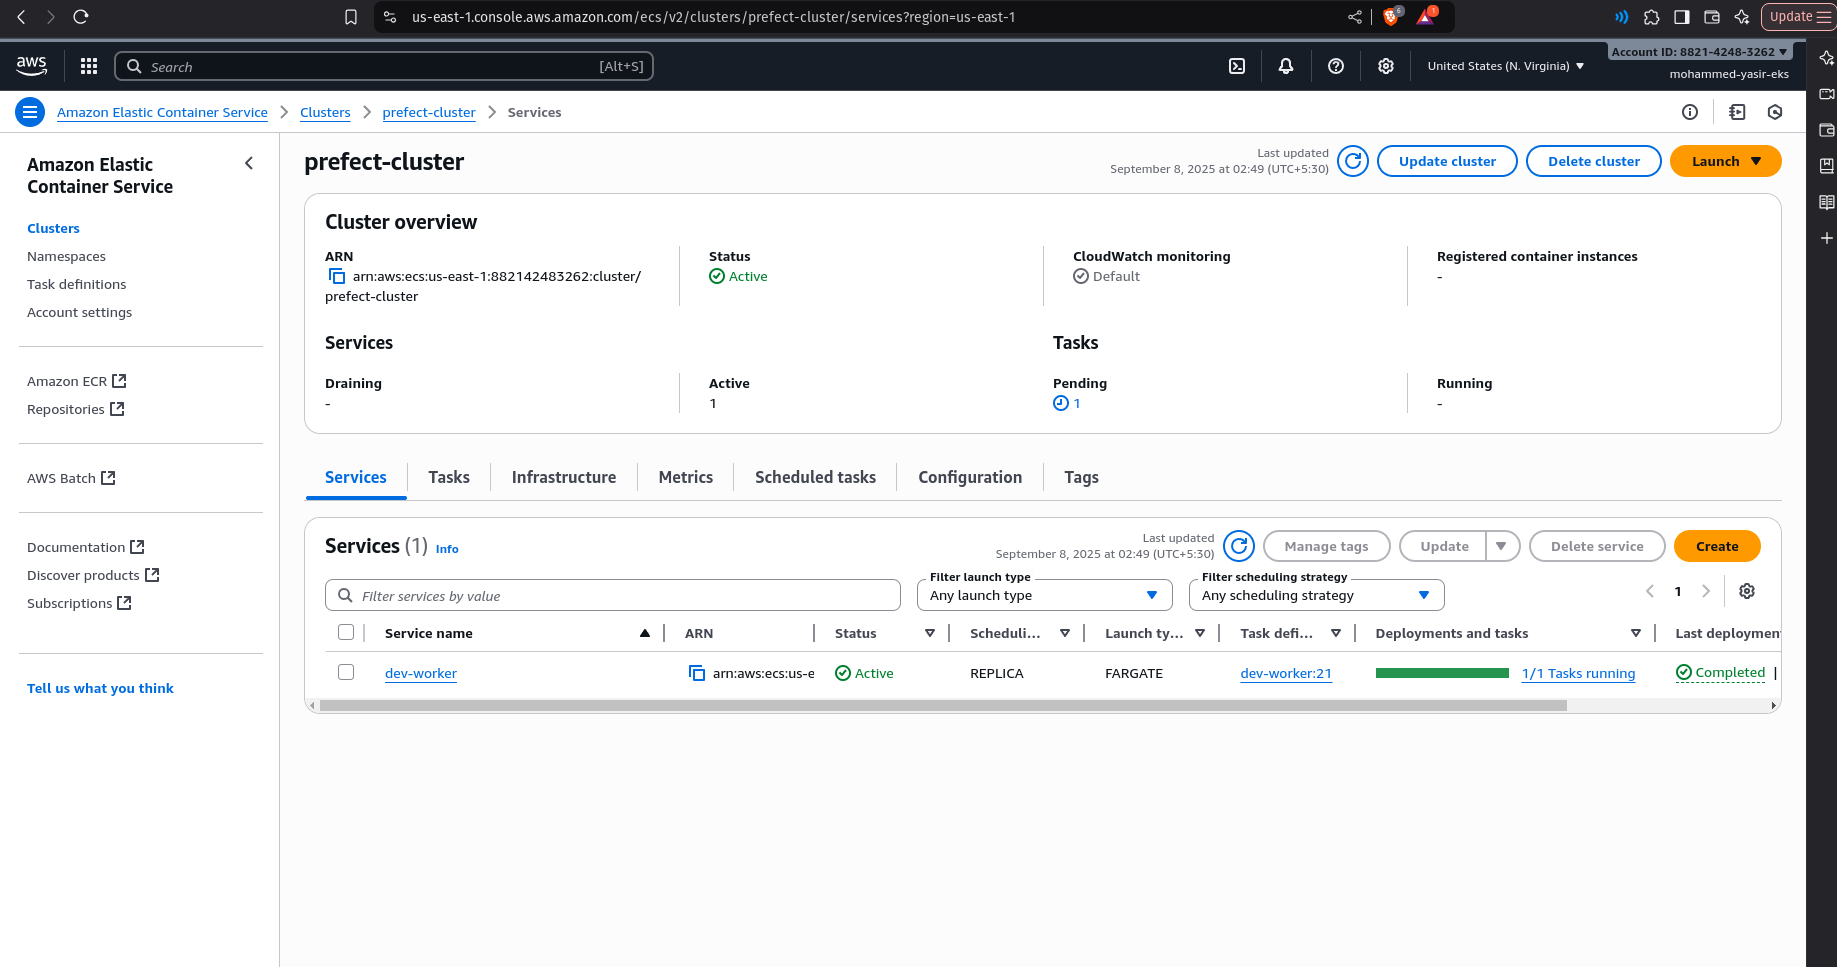 us-east-1.console.aws.amazon.com/ecs/v2/clusters/prefect-cluster/services?region=us-east-1
6
1
Update
aws
Search
[Alt+S]
United States (N. Virginia)
Account ID: 8821-4248-3262
mohammed-yasir-eks
Amazon Elastic Container Service
Clusters
prefect-cluster
Services
Amazon Elastic
Container Service
Clusters
Namespaces
Task definitions
Account settings
Amazon ECR
Repositories
AWS Batch
Documentation
Discover products
Subscriptions
Tell us what you think
prefect-cluster
Last updated
September 8, 2025 at 02:49 (UTC+5:30)
Update cluster
Delete cluster
Launch
Cluster overview
ARN
arn:aws:ecs:us-east-1:882142483262:cluster/
prefect-cluster
Status
Active
CloudWatch monitoring
Default
Registered container instances
-
Services
Tasks
Draining
-
Active
1
Pending
1
Running
-
Services
Tasks
Infrastructure
Metrics
Scheduled tasks
Configuration
Tags
Services (1) Info
Last updated
September 8, 2025 at 02:49 (UTC+5:30)
Manage tags
Update
Delete service
Create
Filter services by value
Filter launch type
Any launch type
Filter scheduling strategy
Any scheduling strategy
1
Service name
ARN
Status
Scheduli...
Launch ty...
Task defi...
Deployments and tasks
Last deploymen
dev-worker
arn:aws:ecs:us-e
Active
REPLICA
FARGATE
dev-worker:21
1/1 Tasks running
Completed |